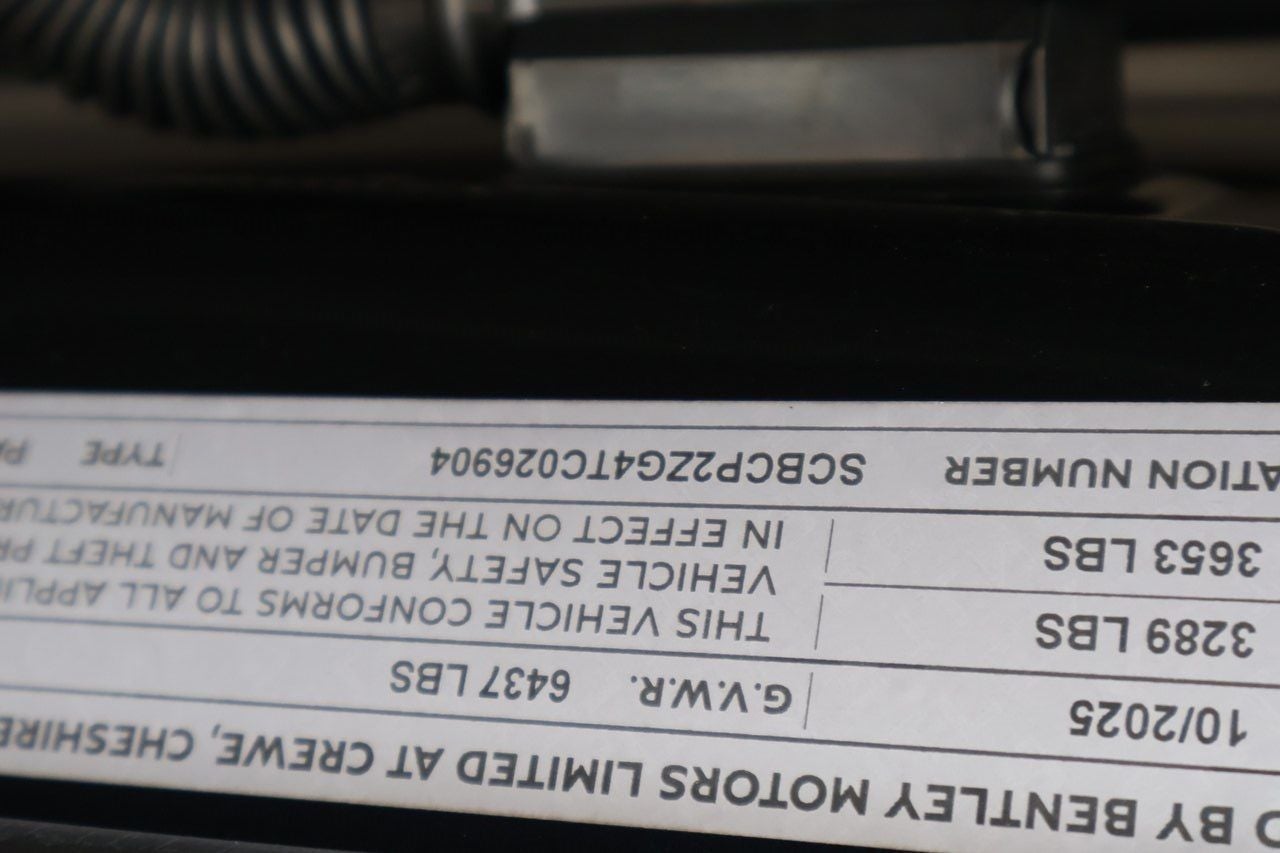 D BY BENTLEY MOTORS LIMITED AT CREWE, CHESHIRE
10/2025 G.V.W.R. 6437 LBS
3289 LBS THIS VEHICLE CONFORMS TO ALL APPLI
3653 LBS VEHICLE SAFETY, BUMPER AND THEFT PR
IN EFFECT ON THE DATE OF MANUFACTUR
ATION NUMBER SCBCP2ZG4TC026904 TYPE